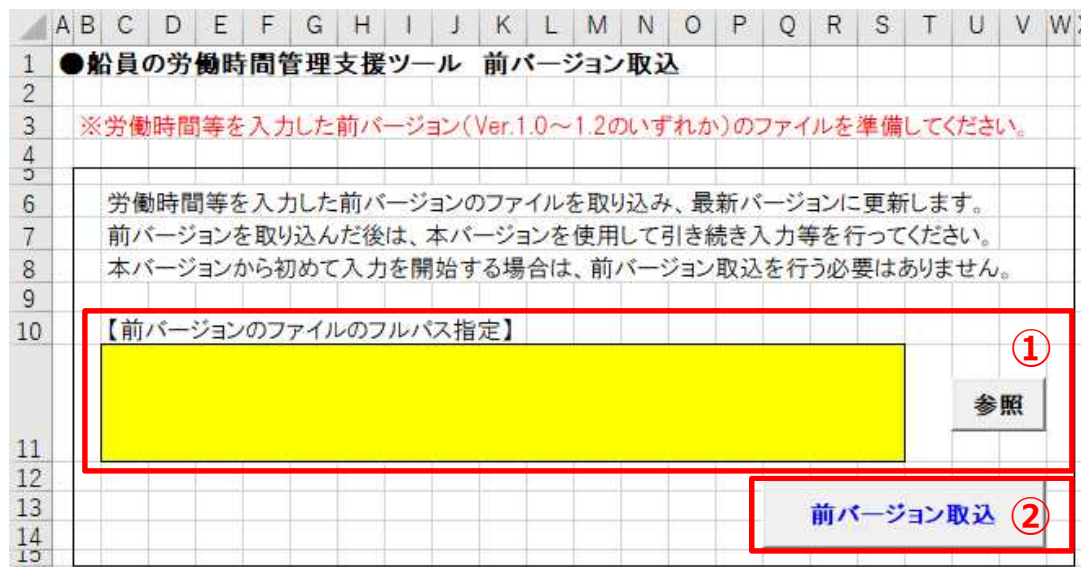 A B C D E F G H I J K L M N O P Q R S T U V W
1 ●船員の労働時間管理支援ツール 前バージョン取込
2
3 ※労働時間等を入力した前バージョン(Ver.1.0～1.2のいずれか)のファイルを準備してください。
4
5
6 労働時間等を入力した前バージョンのファイルを取り込み、最新バージョンに更新します。
7 前バージョンを取り込んだ後は、本バージョンを使用して引き続き入力等を行ってください。
8 本バージョンから初めて入力を開始する場合は、前バージョン取込を行う必要はありません。
9
10 【前バージョンのファイルのフルパス指定】
①
参照
11
12
13 前バージョン取込 ②
14
15